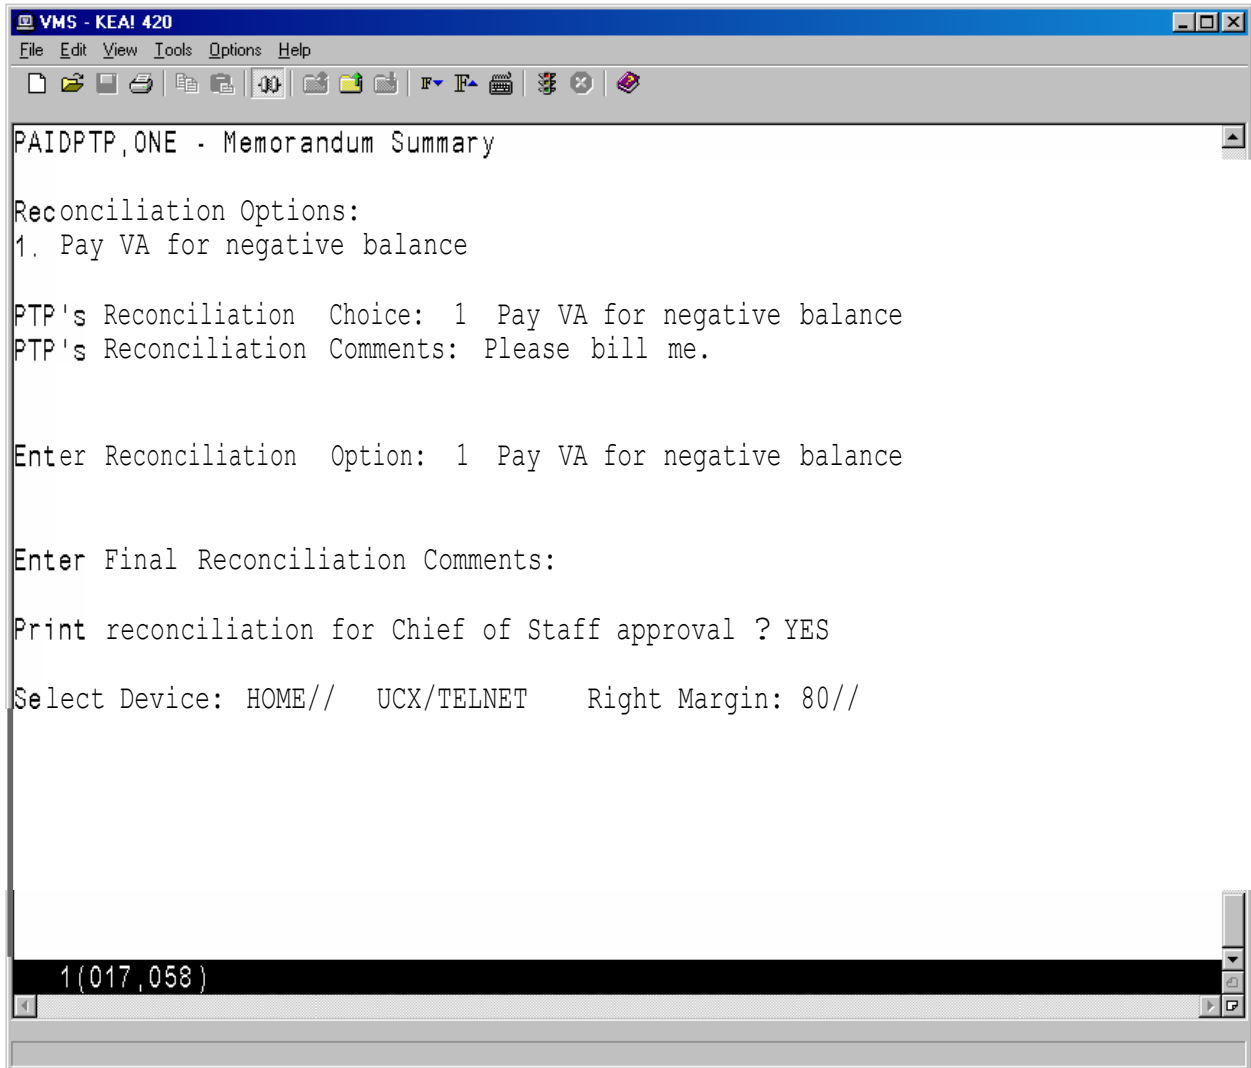 VMS - KEA! 420
File Edit View Tools Options Help
PAIDPTP,ONE - Memorandum Summary
Reconciliation Options:
1. Pay VA for negative balance
PTP's Reconciliation Choice: 1 Pay VA for negative balance
PTP's Reconciliation Comments: Please bill me.
Enter Reconciliation Option: 1 Pay VA for negative balance
Enter Final Reconciliation Comments:
Print reconciliation for Chief of Staff approval ? YES
Select Device: HOME// UCX/TELNET Right Margin: 80//
1(017,058)